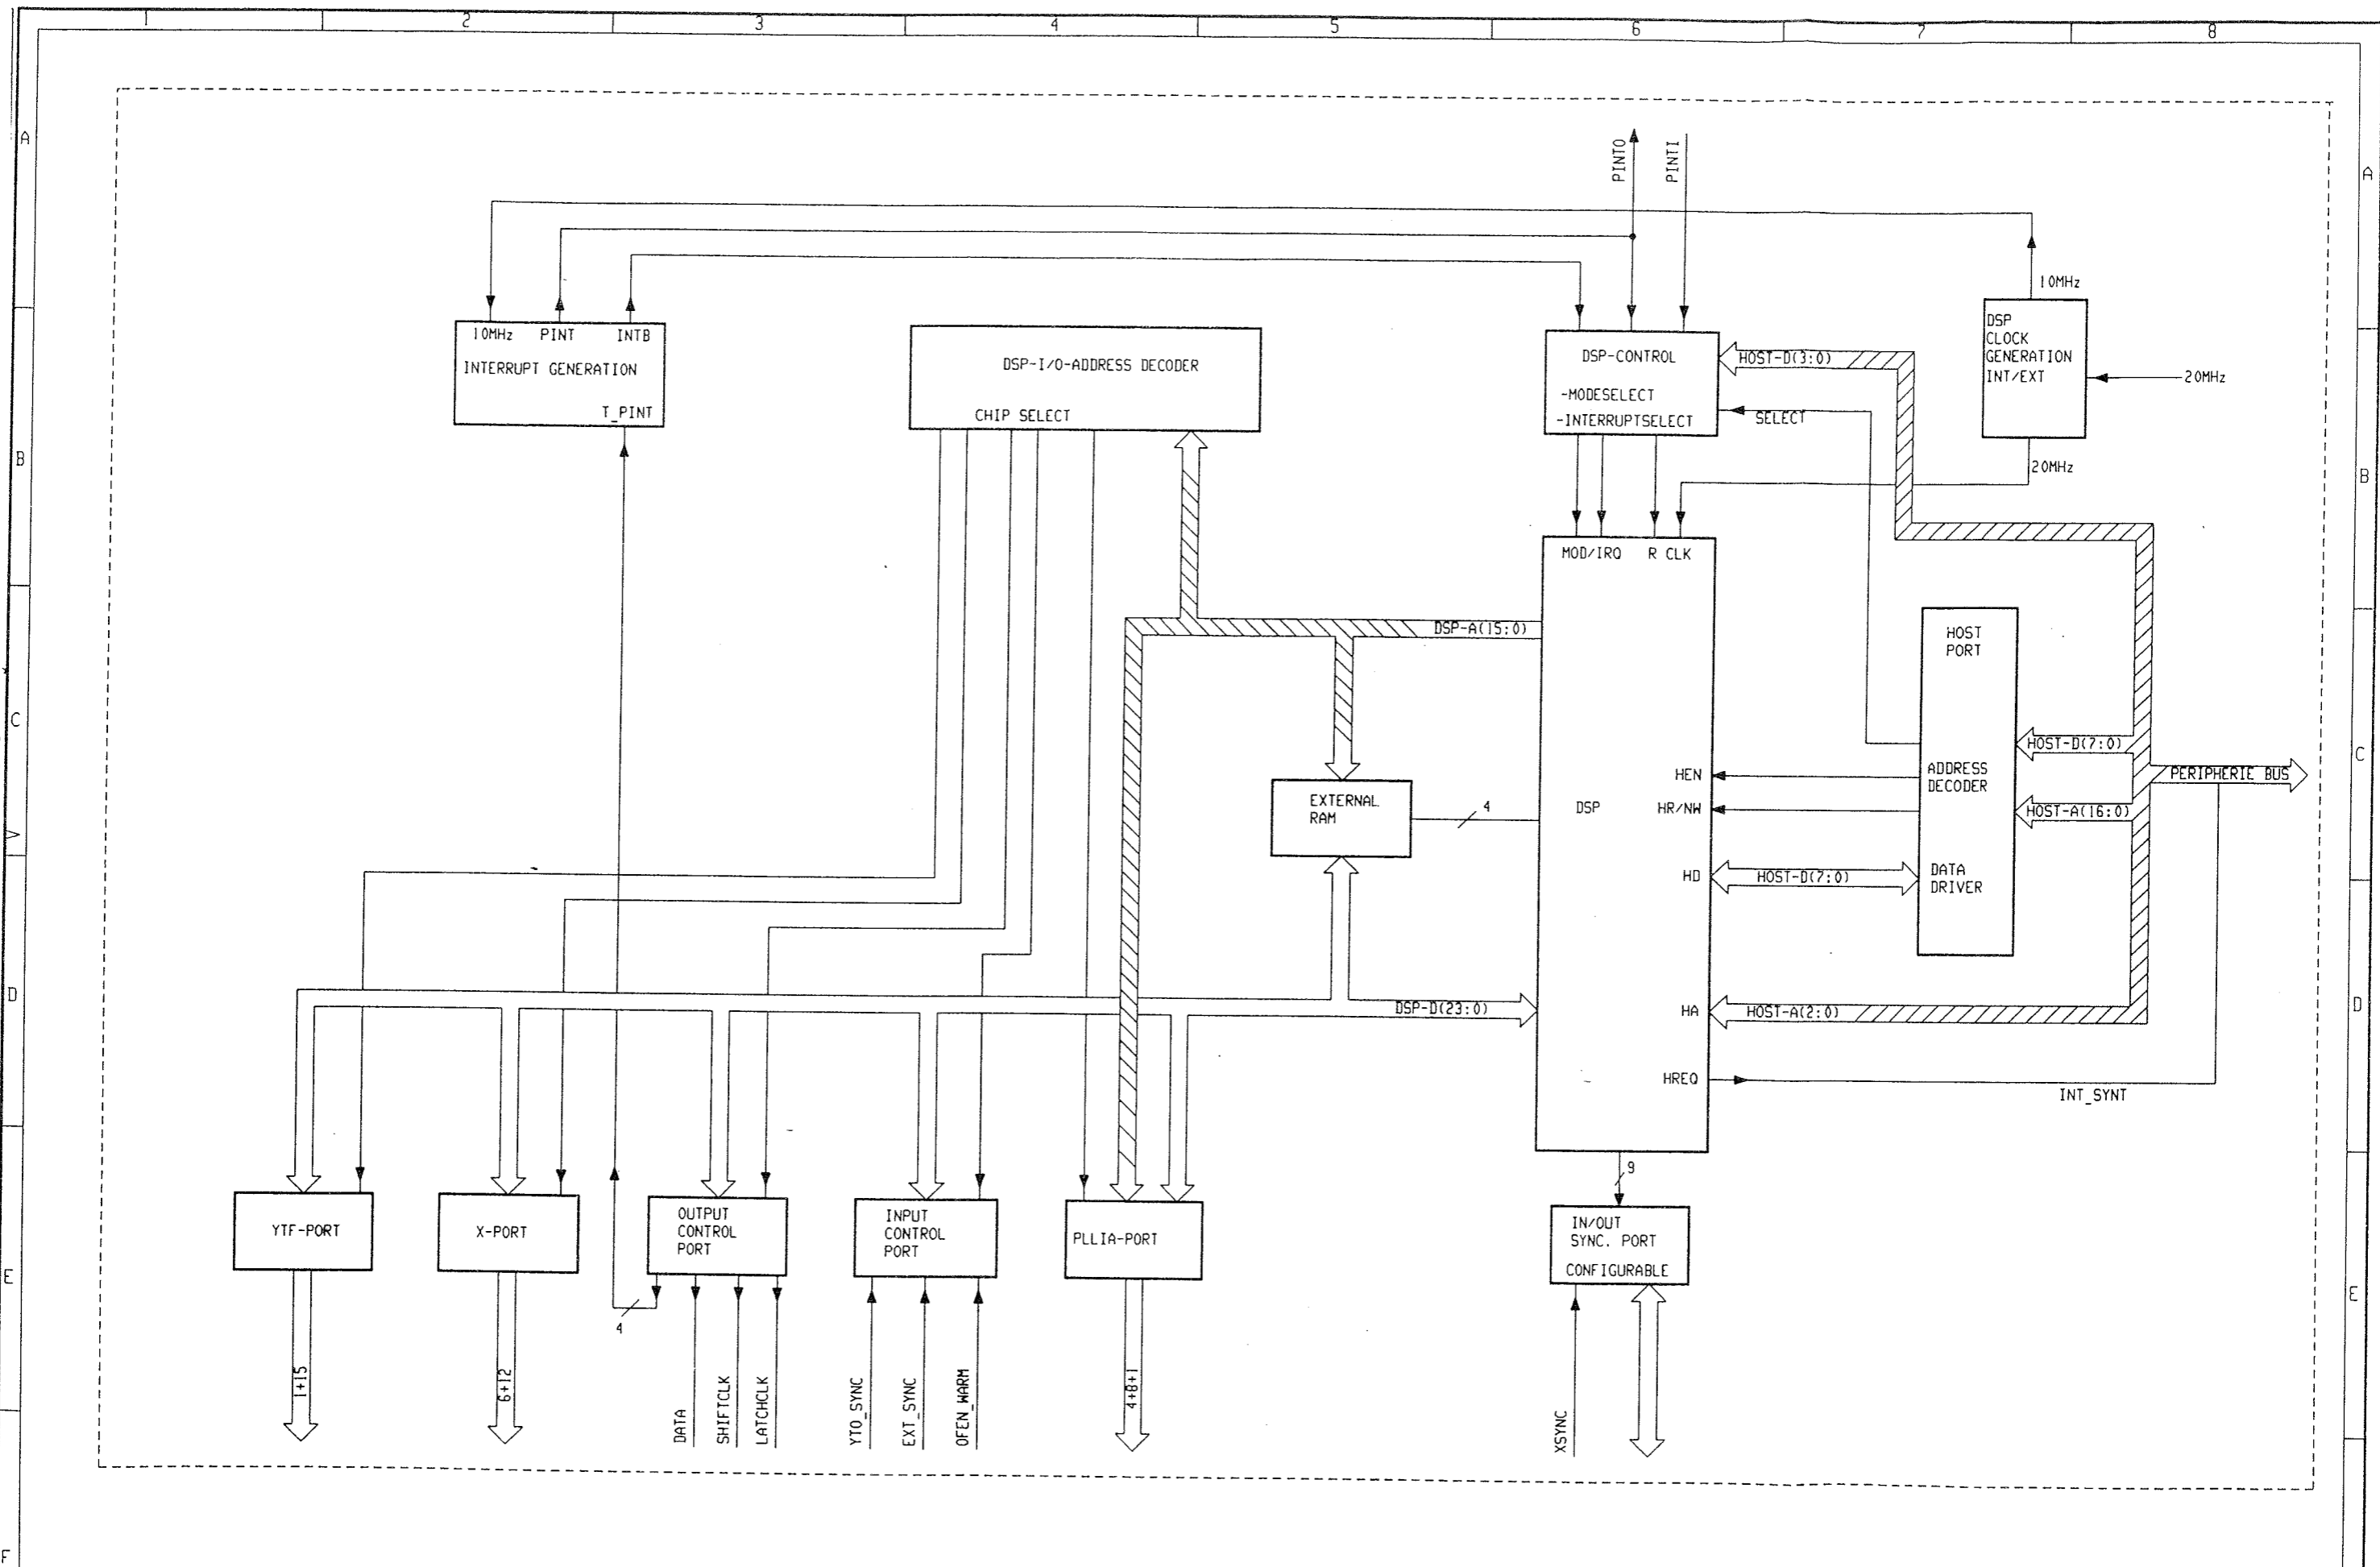 1 2 3 4 5 6 7 8
A
A
PINTO
PINTI
10MHz
10MHz PINT INTB
INTERRUPT GENERATION
T_PINT
DSP-I/O-ADDRESS DECODER
CHIP SELECT
DSP-CONTROL
-MODESELECT
-INTERRUPTSELECT
HOST-D(3:0)
SELECT
DSP
CLOCK
GENERATION
INT/EXT
20MHz
20MHz
B
B
MOD/IRQ R CLK
DSP-A(15:0)
HOST
PORT
HOST-D(7:0)
C
C
ADDRESS
DECODER
PERIPHERIE BUS
HEN
EXTERNAL
RAM
4
DSP
HR/NW
HOST-A(16:0)
HD
HOST-D(7:0)
DATA
DRIVER
D
D
DSP-D(23:0)
HA
HOST-A(2:0)
HREQ
INT_SYNT
9
YTF-PORT
X-PORT
OUTPUT
CONTROL
PORT
INPUT
CONTROL
PORT
PLLIA-PORT
IN/OUT
SYNC. PORT
CONFIGURABLE
E
E
4
1+15
6+12
DATA
SHIFTCLK
LATCHCLK
YTO_SYNC
EXT_SYNC
OFEN_WARM
4+8+1
XSYNC
F